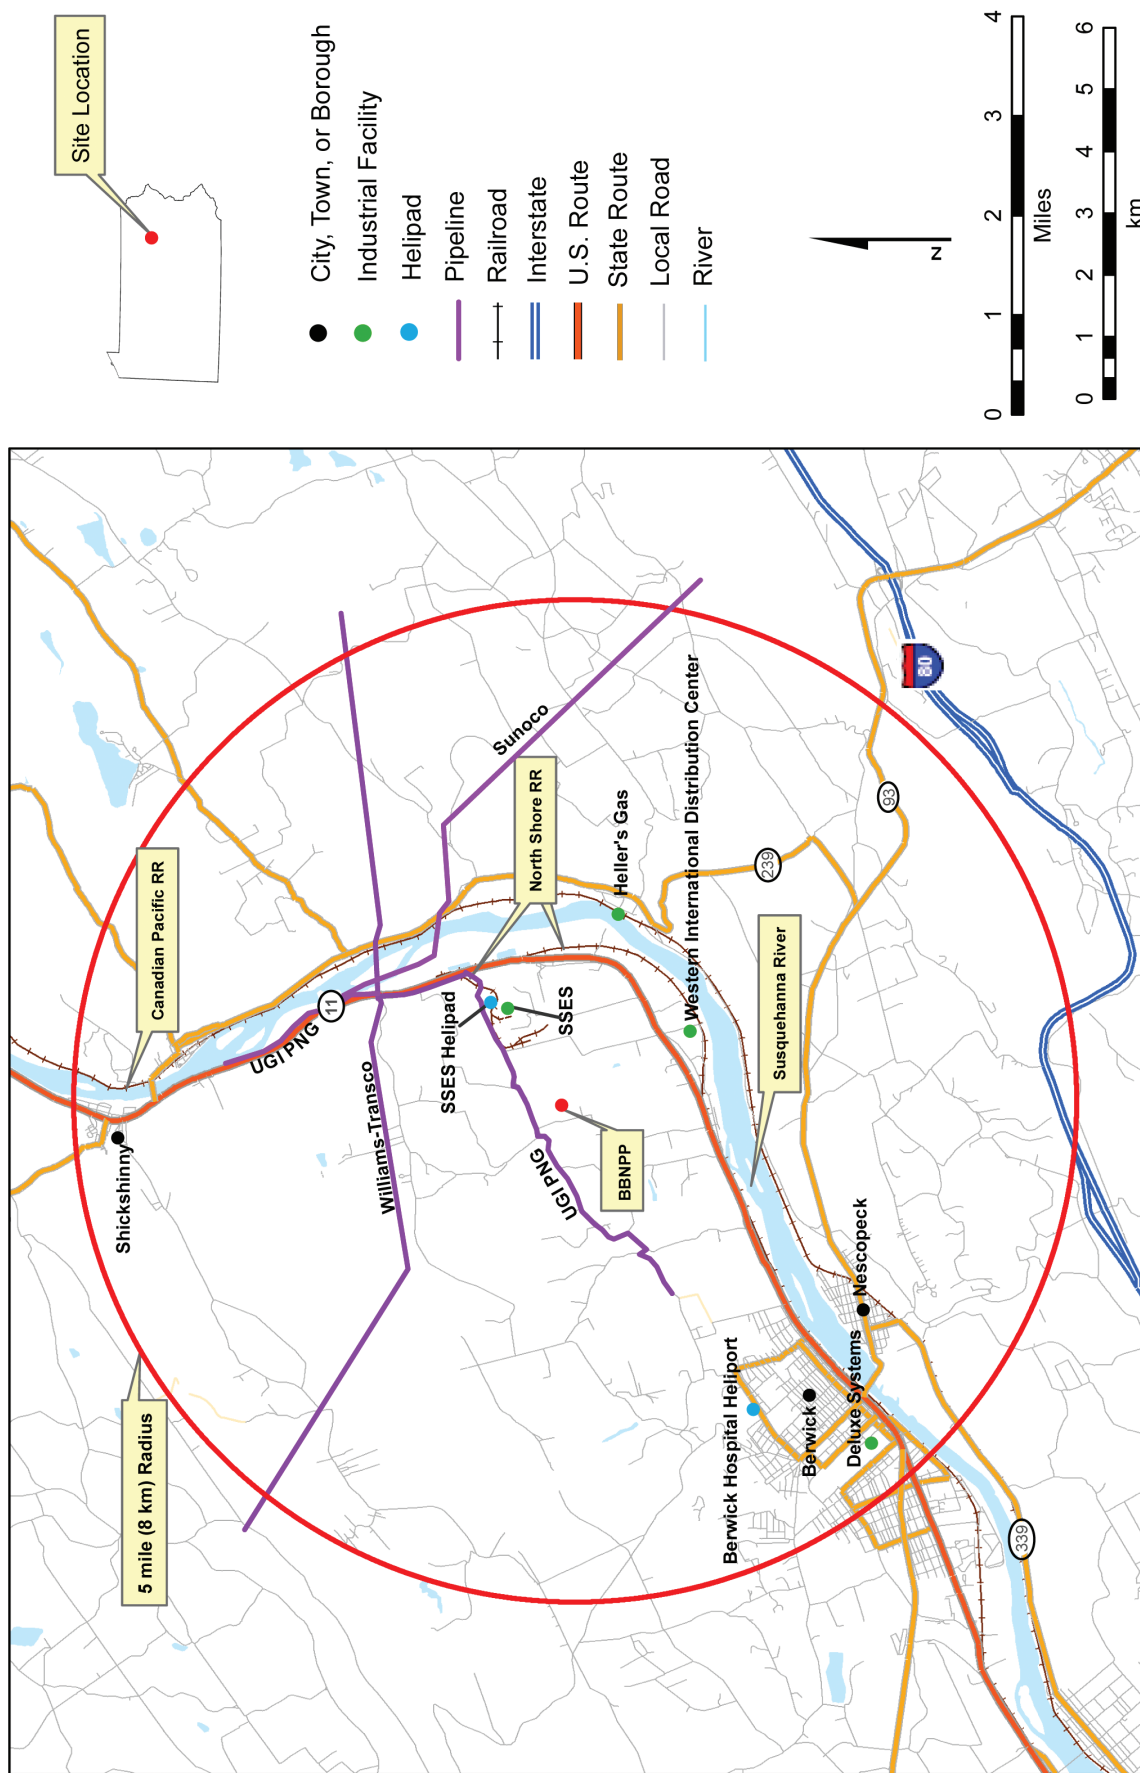 Site Location
City, Town, or Borough
Industrial Facility
Helipad
Pipeline
Railroad
Interstate
U.S. Route
State Route
Local Road
River
N
0 1 2 3 4
Miles
0 1 2 3 4 5 6
km
5 mile (8 km) Radius
Shickshinny
Canadian Pacific RR
UGI PNG
11
Williams-Transco
Sunoco
SSES Helipad
SSES
North Shore RR
UGI PNG
BBNPP
Heller's Gas
Western International Distribution Center
Susquehanna River
239
93
80
Berwick Hospital Heliport
Berwick
Deluxe Systems
Nescopeck
339